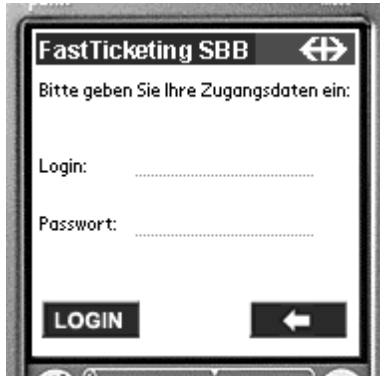 FastTicketing SBB
Bitte geben Sie Ihre Zugangsdaten ein:
Login:
Passwort:
LOGIN